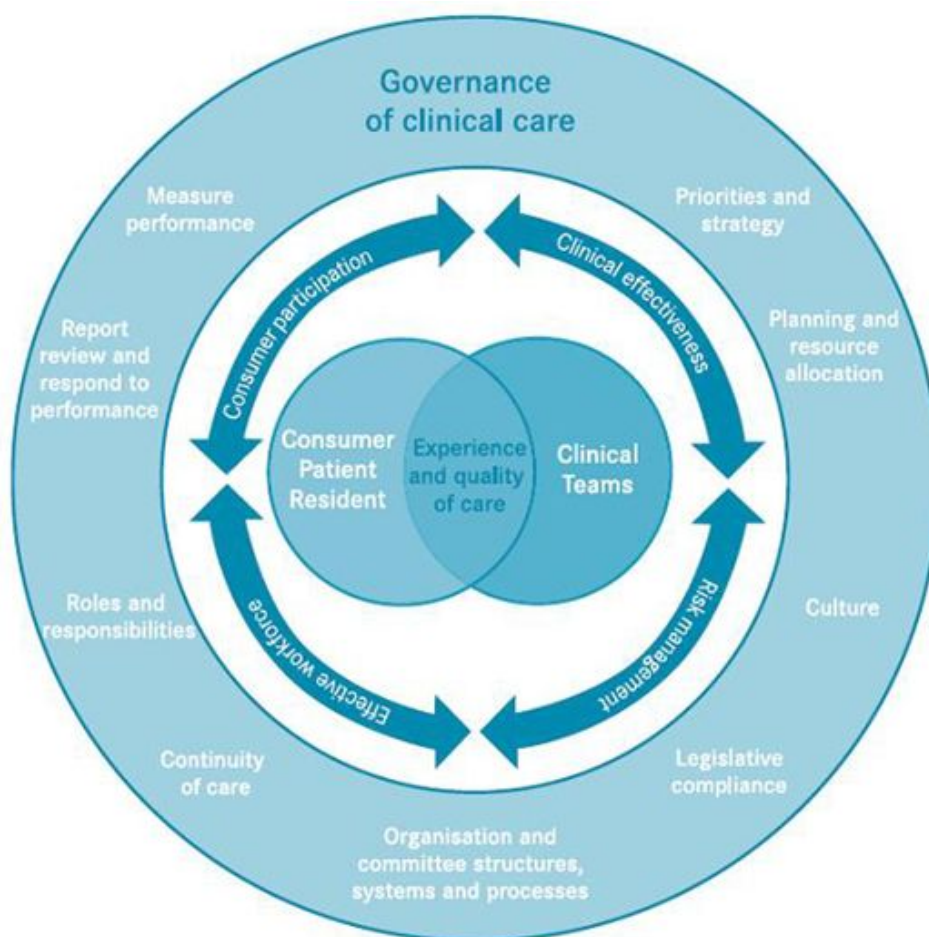 Governance
of clinical care
Measure
performance
Priorities and
strategy
Consumer participation
Clinical effectiveness
Report
review and
respond to
performance
Planning and
resource
allocation
Consumer
Patient
Resident
Experience
and quality
of care
Clinical
Teams
Roles and
responsibilities
Culture
Effective workforce
Risk management
Continuity
of care
Legislative
compliance
Organisation and
committee structures,
systems and processes